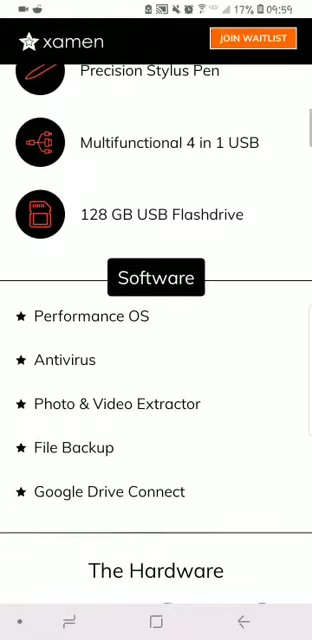 17% 09:59
xamen
JOIN WAITLIST
Precision Stylus Pen
Multifunctional 4 in 1 USB
128 GB USB Flashdrive
Software
Performance OS
Antivirus
Photo & Video Extractor
File Backup
Google Drive Connect
The Hardware